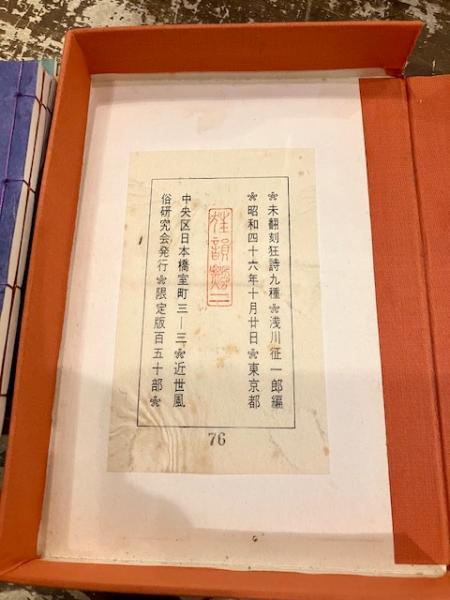 ❀未翻刻狂詩九種❀浅川征一郎編
❀昭和四十六年十月廿日❀東京都
中央区日本橋室町三—三❀近世風
俗研究会発行❀限定版百五十部❀
76